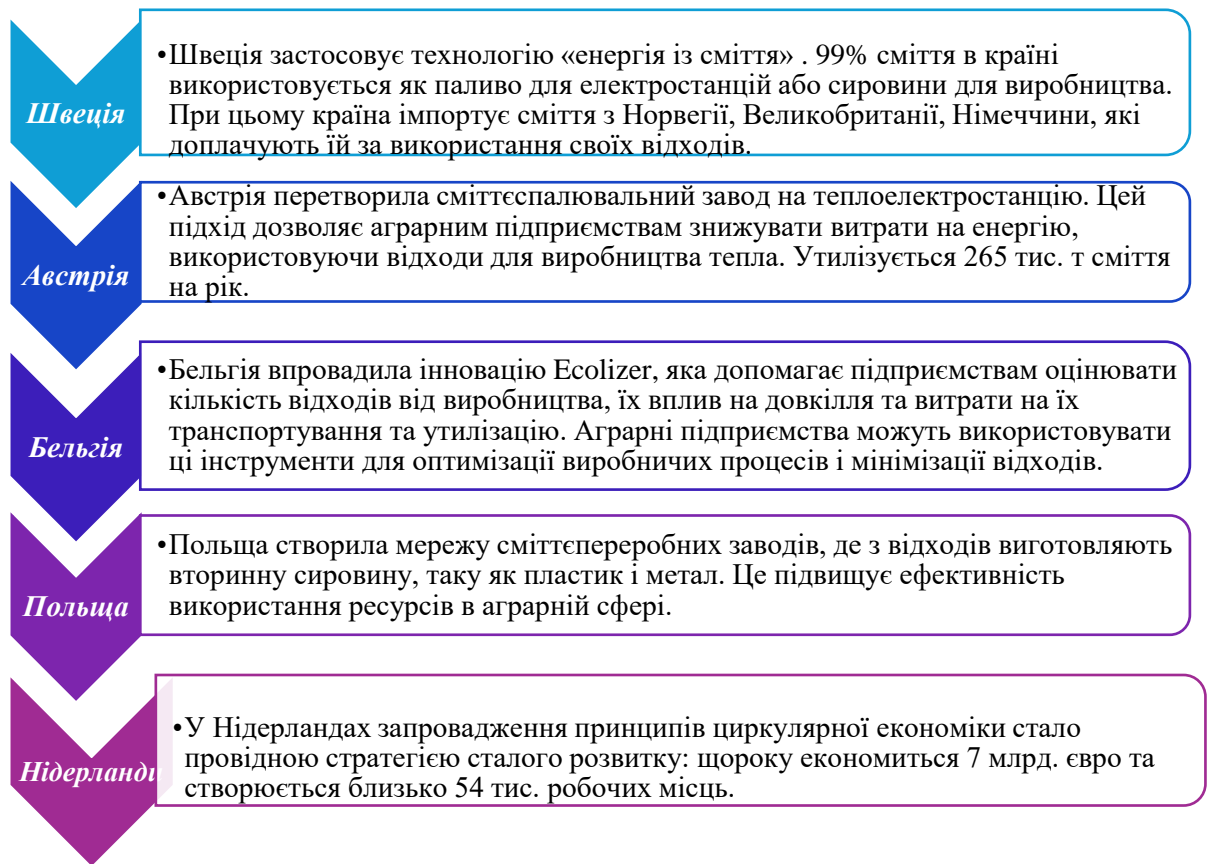 Швеція
•Швеція застосовує технологію «енергія із сміття» . 99% сміття в країні
використовується як паливо для електростанцій або сировини для виробництва.
При цьому країна імпортує сміття з Норвегії, Великобританії, Німеччини, які
доплачують їй за використання своїх відходів.
Австрія
•Австрія перетворила сміттєспалювальний завод на теплоелектростанцію. Цей
підхід дозволяє аграрним підприємствам знижувати витрати на енергію,
використовуючи відходи для виробництва тепла. Утилізується 265 тис. т сміття
на рік.
Бельгія
•Бельгія впровадила інновацію Ecolizer, яка допомагає підприємствам оцінювати
кількість відходів від виробництва, їх вплив на довкілля та витрати на їх
транспортування та утилізацію. Аграрні підприємства можуть використовувати
ці інструменти для оптимізації виробничих процесів і мінімізації відходів.
Польща
•Польща створила мережу сміттєпереробних заводів, де з відходів виготовляють
вторинну сировину, таку як пластик і метал. Це підвищує ефективність
використання ресурсів в аграрній сфері.
Нідерланди
•У Нідерландах запровадження принципів циркулярної економіки стало
провідною стратегією сталого розвитку: щороку економиться 7 млрд. євро та
створюється близько 54 тис. робочих місць.